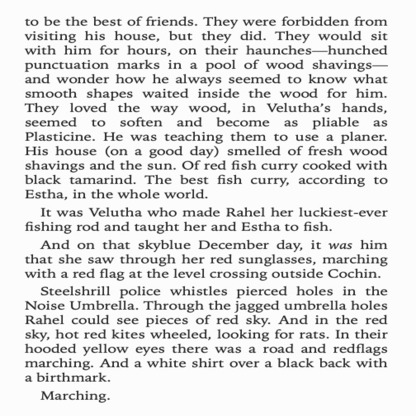 to be the best of friends. They were forbidden from
visiting his house, but they did. They would sit
with him for hours, on their haunches—hunched
punctuation marks in a pool of wood shavings—
and wonder how he always seemed to know what
smooth shapes waited inside the wood for him.
They loved the way wood, in Velutha’s hands,
seemed to soften and become as pliable as
Plasticine. He was teaching them to use a planer.
His house (on a good day) smelled of fresh wood
shavings and the sun. Of red fish curry cooked with
black tamarind. The best fish curry, according to
Estha, in the whole world.
It was Velutha who made Rahel her luckiest-ever
fishing rod and taught her and Estha to fish.
And on that skyblue December day, it was him
that she saw through her red sunglasses, marching
with a red flag at the level crossing outside Cochin.
Steelshrill police whistles pierced holes in the
Noise Umbrella. Through the jagged umbrella holes
Rahel could see pieces of red sky. And in the red
sky, hot red kites wheeled, looking for rats. In their
hooded yellow eyes there was a road and redflags
marching. And a white shirt over a black back with
a birthmark.
Marching.